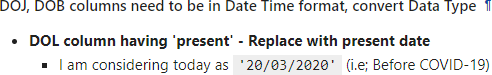 DOJ, DOB columns need to be in Date Time format, convert Data Type ¶
• DOL column having 'present' - Replace with present date
▪ I am considering today as '20/03/2020' (i.e; Before COVID-19)